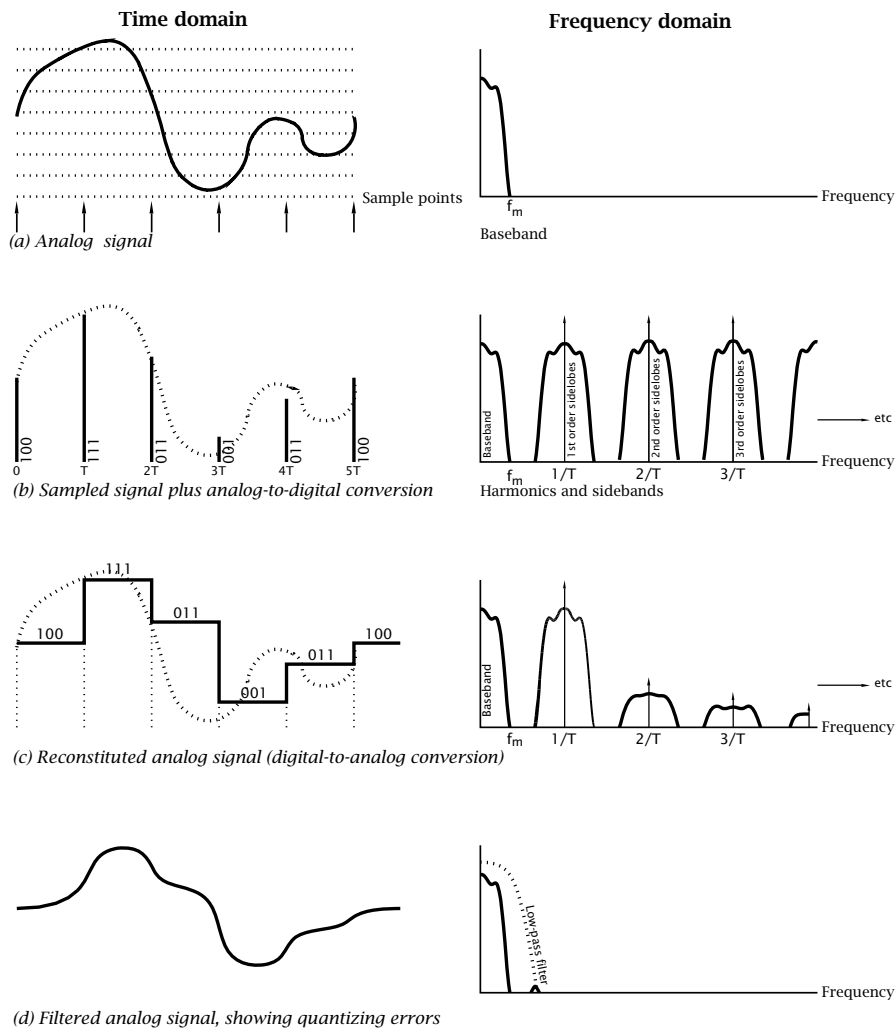 Time domain
Frequency domain
Sample points
(a) Analog signal
Frequency
fm
Baseband
100
111
011
001
011
100
0
T
2T
3T
4T
5T
(b) Sampled signal plus analog-to-digital conversion
Baseband
1st order sidelobes
2nd order sidelobes
3rd order sidelobes
etc
Frequency
fm
1/T
2/T
3/T
Harmonics and sidebands
100
111
011
001
011
100
(c) Reconstituted analog signal (digital-to-analog conversion)
Baseband
etc
Frequency
fm
1/T
2/T
3/T
(d) Filtered analog signal, showing quantizing errors
Low-pass filter
Frequency